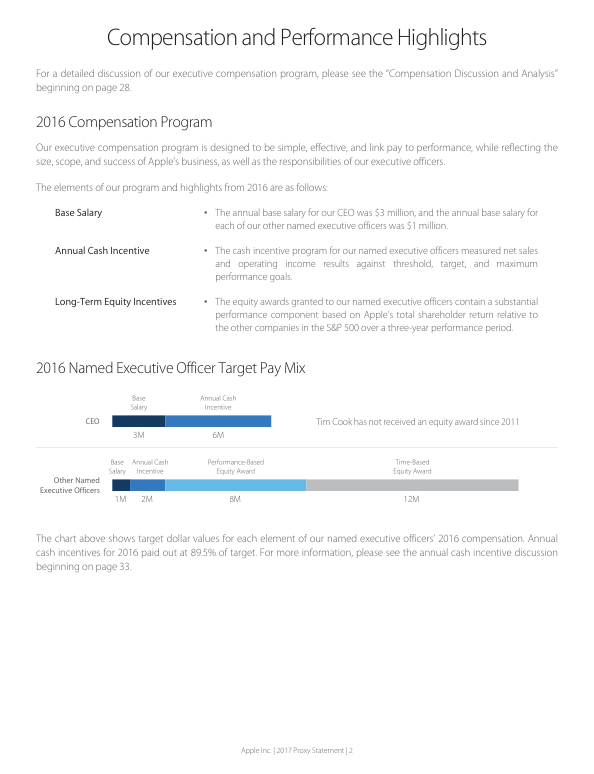 Compensation and Performance Highlights
For a detailed discussion of our executive compensation program, please see the “Compensation Discussion and Analysis”
beginning on page 28.
2016 Compensation Program
Our executive compensation program is designed to be simple, effective, and link pay to performance, while reflecting the
size, scope, and success of Apple’s business, as well as the responsibilities of our executive officers.
The elements of our program and highlights from 2016 are as follows:
Base Salary
• The annual base salary for our CEO was $3 million, and the annual base salary for
each of our other named executive officers was $1 million.
Annual Cash Incentive
• The cash incentive program for our named executive officers measured net sales
and operating income results against threshold, target, and maximum
performance goals.
Long-Term Equity Incentives
• The equity awards granted to our named executive officers contain a substantial
performance component based on Apple’s total shareholder return relative to
the other companies in the S&P 500 over a three-year performance period.
2016 Named Executive Officer Target Pay Mix
Base
Salary
Annual Cash
Incentive
CEO
Tim Cook has not received an equity award since 2011
3M
6M
Base
Salary
Annual Cash
Incentive
Performance-Based
Equity Award
Time-Based
Equity Award
Other Named
Executive Officers
1M
2M
8M
12M
The chart above shows target dollar values for each element of our named executive officers’ 2016 compensation. Annual
cash incentives for 2016 paid out at 89.5% of target. For more information, please see the annual cash incentive discussion
beginning on page 33.
Apple Inc. | 2017 Proxy Statement | 2